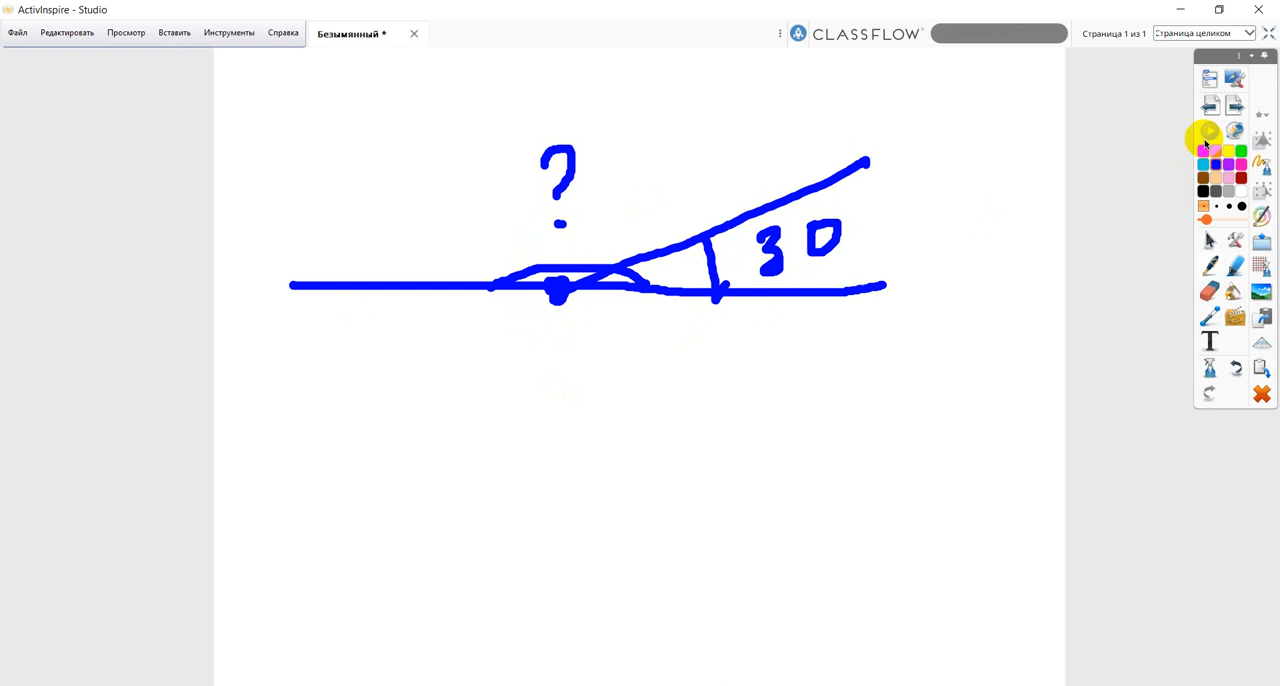 ActivInspire - Studio
Файл Редактировать Просмотр Вставить Инструменты Справка Безымянный * CLASSFLOW Страница 1 из 1 Страница целиком
?
30
T